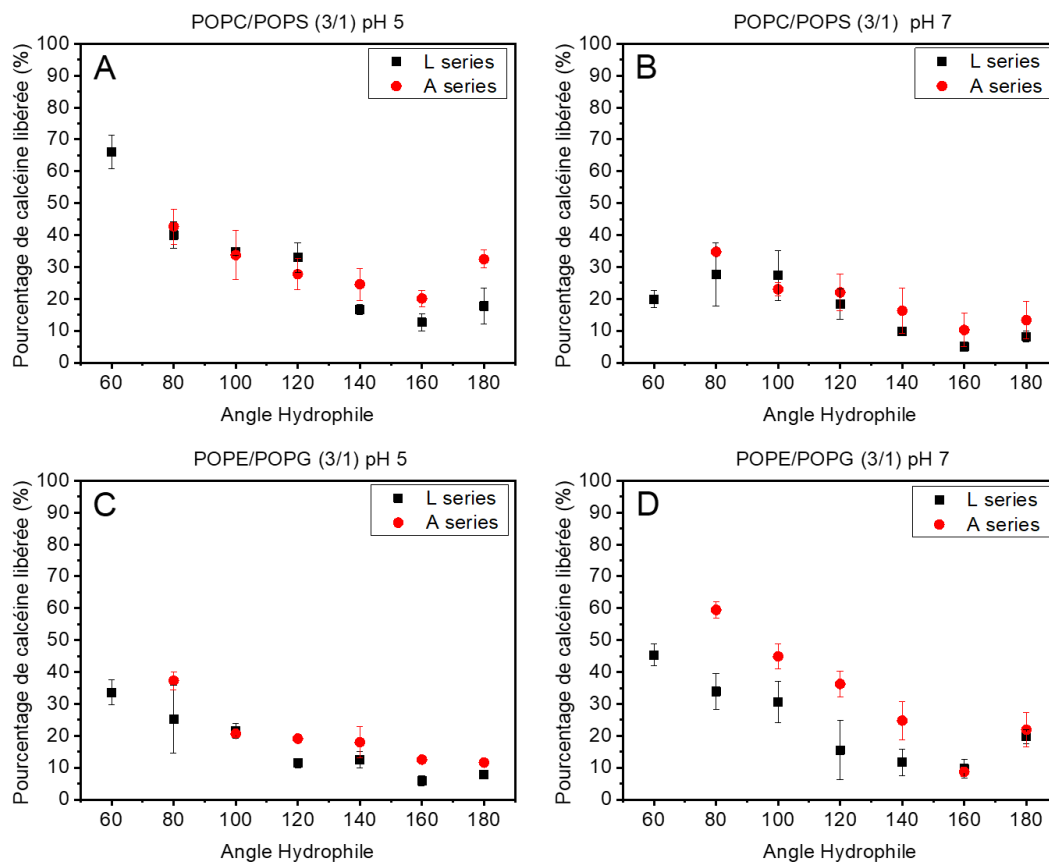 POPC/POPS (3/1) pH 5
A
L series
A series
Pourcentage de calcéine libérée (%)
100
90
80
70
60
50
40
30
20
10
0
60 80 100 120 140 160 180
Angle Hydrophile
POPC/POPS (3/1) pH 7
B
L series
A series
Pourcentage de calcéine libérée (%)
100
90
80
70
60
50
40
30
20
10
0
60 80 100 120 140 160 180
Angle Hydrophile
POPE/POPG (3/1) pH 5
C
L series
A series
Pourcentage de calcéine libérée (%)
100
90
80
70
60
50
40
30
20
10
0
60 80 100 120 140 160 180
Angle Hydrophile
POPE/POPG (3/1) pH 7
D
L series
A series
Pourcentage de calcéine libérée (%)
100
90
80
70
60
50
40
30
20
10
0
60 80 100 120 140 160 180
Angle Hydrophile